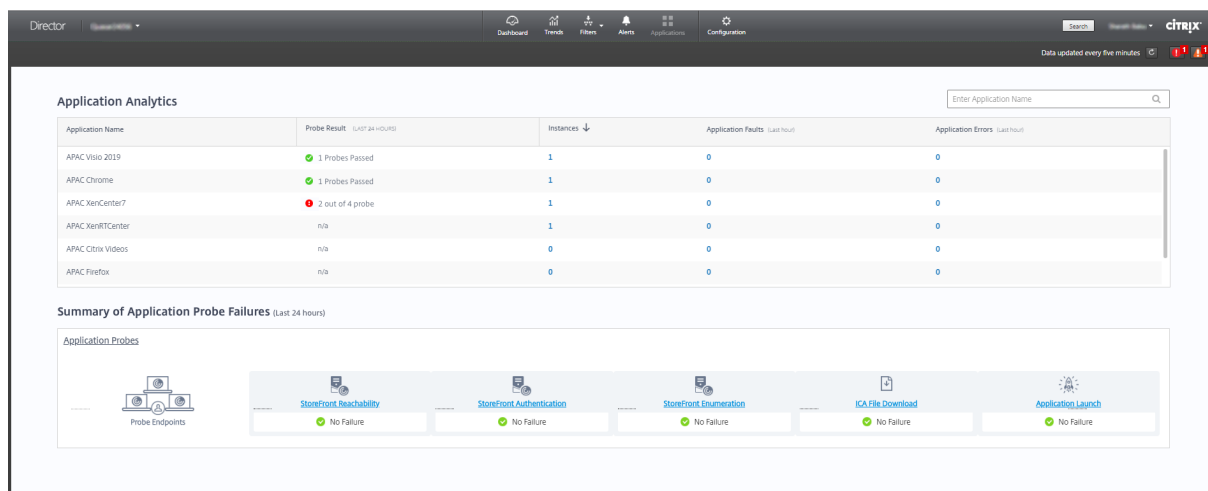 Director
Dashboard
Trends
Filters
Alerts
Applications
Configuration
Search
CİTRIX
Data updated every five minutes
1
1
Application Analytics
Enter Application Name
Application Name
Probe Result (LAST 24 HOURS)
Instances
Application Faults (Last hour)
Application Errors (Last hour)
APAC Visio 2019 1 Probes Passed 1 0 0
APAC Chrome 1 Probes Passed 1 0 0
APAC XenCenter7 2 out of 4 probe 1 0 0
APAC XenRTCenter n/a 1 0 0
APAC Citrix Videos n/a 0 0 0
APAC Firefox n/a 0 0 0
Summary of Application Probe Failures (Last 24 hours)
Application Probes
Probe Endpoints
StoreFront Reachability
No Failure
StoreFront Authentication
No Failure
StoreFront Enumeration
No Failure
ICA File Download
No Failure
Application Launch
No Failure